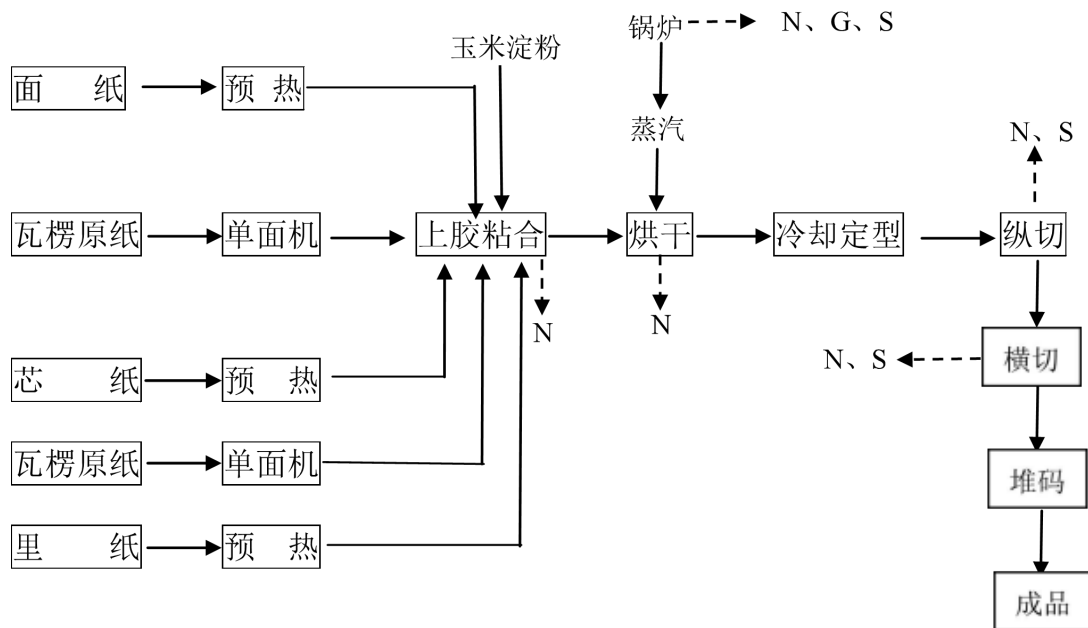 锅炉 N、G、S
玉米淀粉
面 纸 预 热
蒸汽
N、S
瓦楞原纸 单面机 上胶粘合 烘干 冷却定型 纵切
N N
芯 纸 预 热 N、S 横切
瓦楞原纸 单面机
堆码
里 纸 预 热
成品